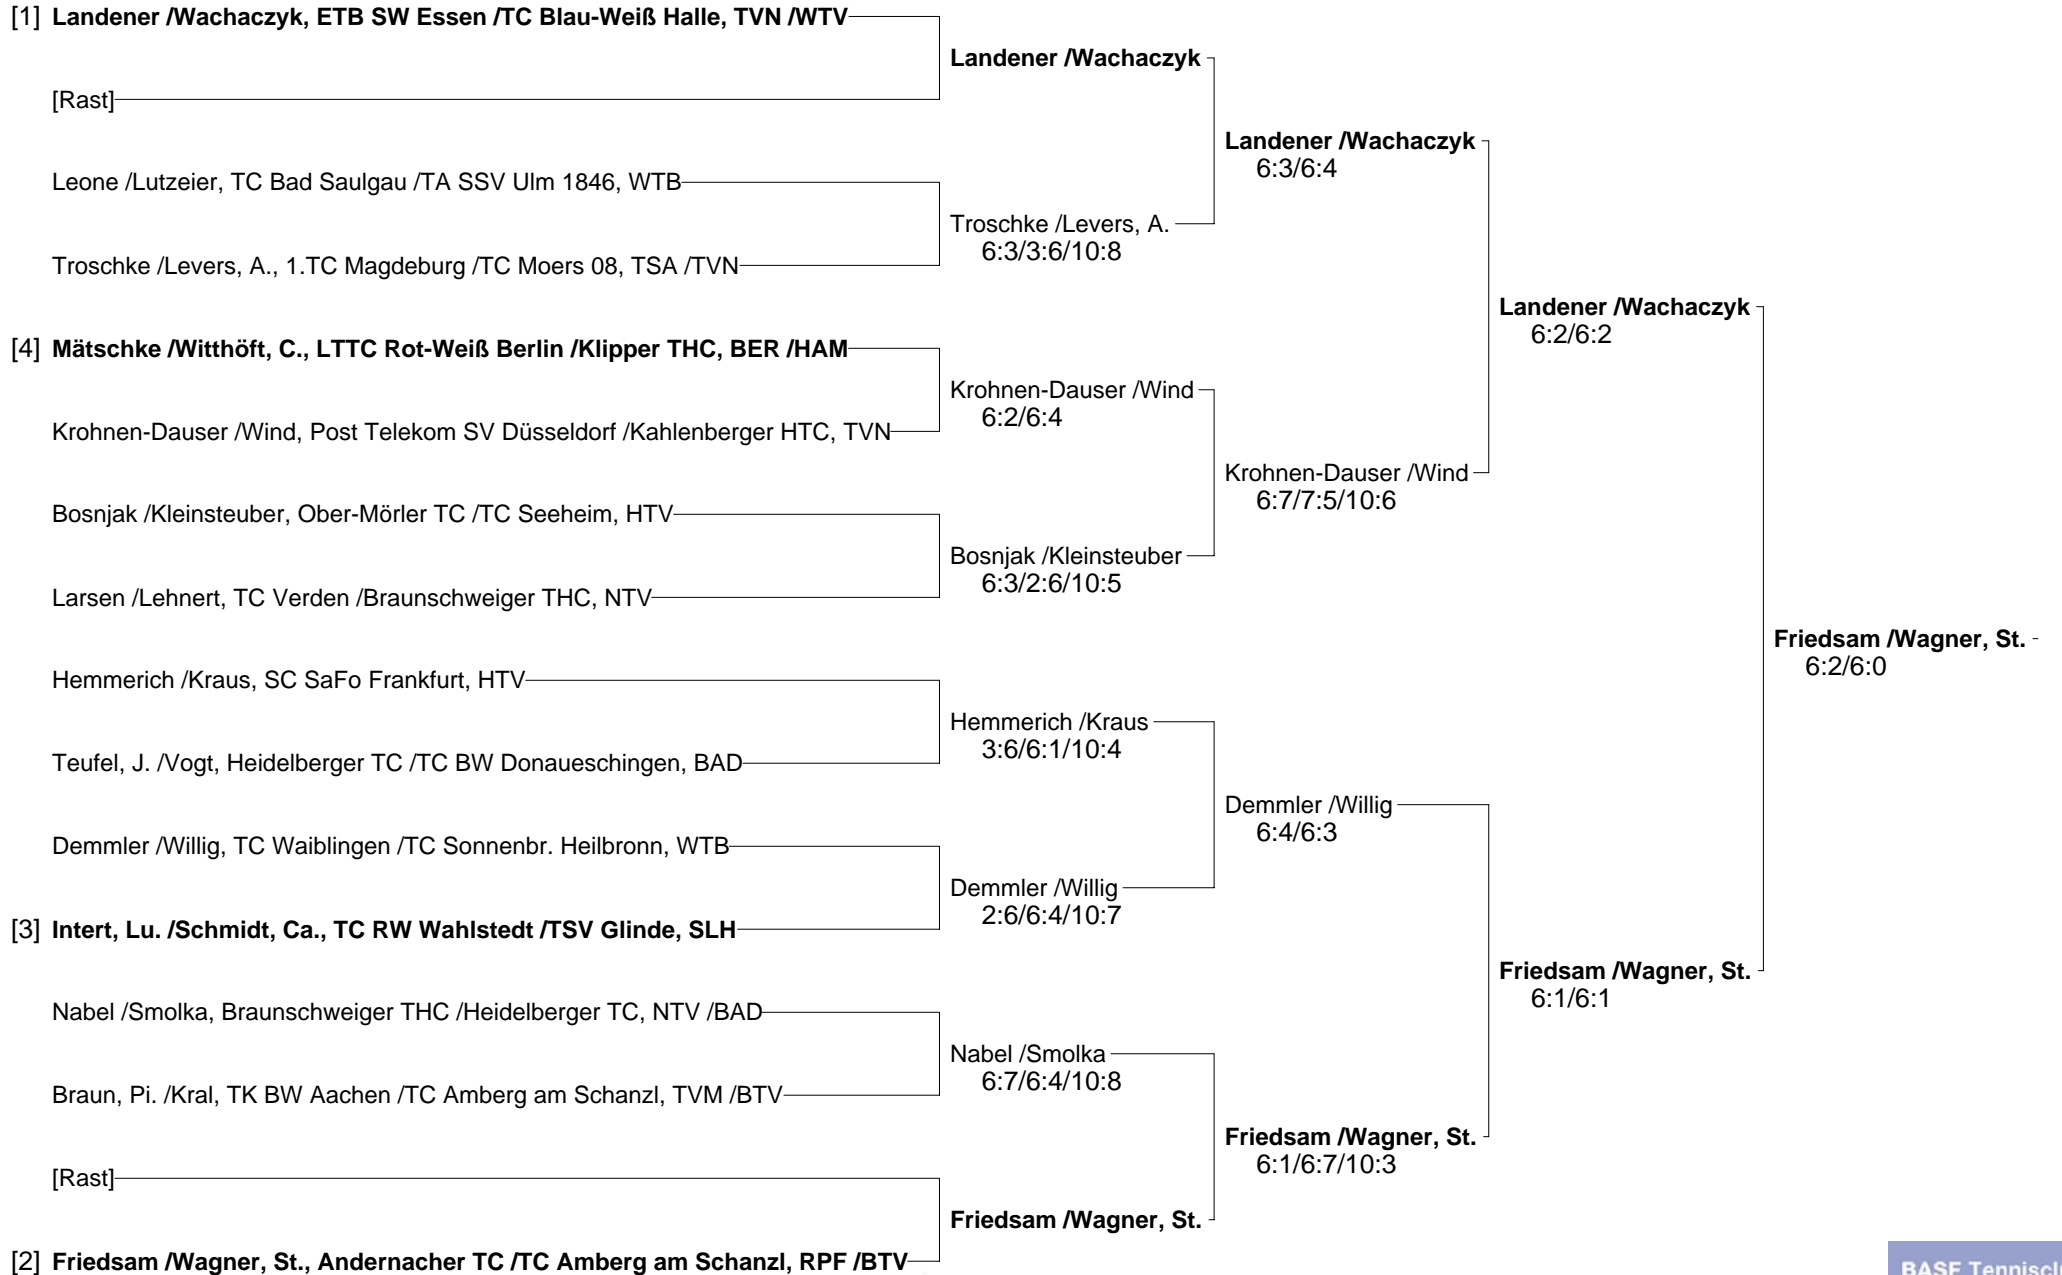 [1] Landener /Wachaczyk, ETB SW Essen /TC Blau-Weiß Halle, TVN /WTV
Landener /Wachaczyk
[Rast]
Landener /Wachaczyk
6:3/6:4
Leone /Lutzeier, TC Bad Saulgau /TA SSV Ulm 1846, WTB
Troschke /Levers, A.
6:3/3:6/10:8
Troschke /Levers, A., 1.TC Magdeburg /TC Moers 08, TSA /TVN
Landener /Wachaczyk
6:2/6:2
[4] Mätschke /Witthöft, C., LTTC Rot-Weiß Berlin /Klipper THC, BER /HAM
Krohnen-Dauser /Wind
6:2/6:4
Krohnen-Dauser /Wind, Post Telekom SV Düsseldorf /Kahlenberger HTC, TVN
Krohnen-Dauser /Wind
6:7/7:5/10:6
Bosnjak /Kleinsteuber, Ober-Mörler TC /TC Seeheim, HTV
Bosnjak /Kleinsteuber
6:3/2:6/10:5
Larsen /Lehnert, TC Verden /Braunschweiger THC, NTV
Friedsam /Wagner, St.
6:2/6:0
Hemmerich /Kraus, SC SaFo Frankfurt, HTV
Hemmerich /Kraus
3:6/6:1/10:4
Teufel, J. /Vogt, Heidelberger TC /TC BW Donaueschingen, BAD
Demmler /Willig
6:4/6:3
Demmler /Willig, TC Waiblingen /TC Sonnenbr. Heilbronn, WTB
Demmler /Willig
2:6/6:4/10:7
[3] Intert, Lu. /Schmidt, Ca., TC RW Wahlstedt /TSV Glinde, SLH
Friedsam /Wagner, St.
6:1/6:1
Nabel /Smolka, Braunschweiger THC /Heidelberger TC, NTV /BAD
Nabel /Smolka
6:7/6:4/10:8
Braun, Pi. /Kral, TK BW Aachen /TC Amberg am Schanzl, TVM /BTV
Friedsam /Wagner, St.
6:1/6:7/10:3
[Rast]
Friedsam /Wagner, St.
[2] Friedsam /Wagner, St., Andernacher TC /TC Amberg am Schanzl, RPF /BTV
BASF